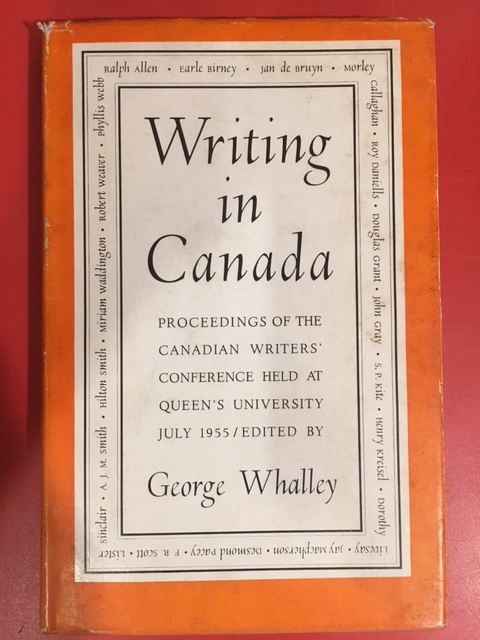 Ralph Allen • Earle Birney • Jan de Bruyn • Morley
Callaghan • Roy Daniells • Douglas Grant • John Gray • S. P. Kite • Henry Kreisel • Dorothy
Livesay • Jay Macpherson • Desmond Pacey • F. R. Scott • Lister
Sinclair • A. J. M. Smith • Hilton Smith • Miriam Waddington • Robert Weaver • Phyllis Webb
Writing
in
Canada
PROCEEDINGS OF THE
CANADIAN WRITERS'
CONFERENCE HELD AT
QUEEN'S UNIVERSITY
JULY 1955/EDITED BY
George Whalley